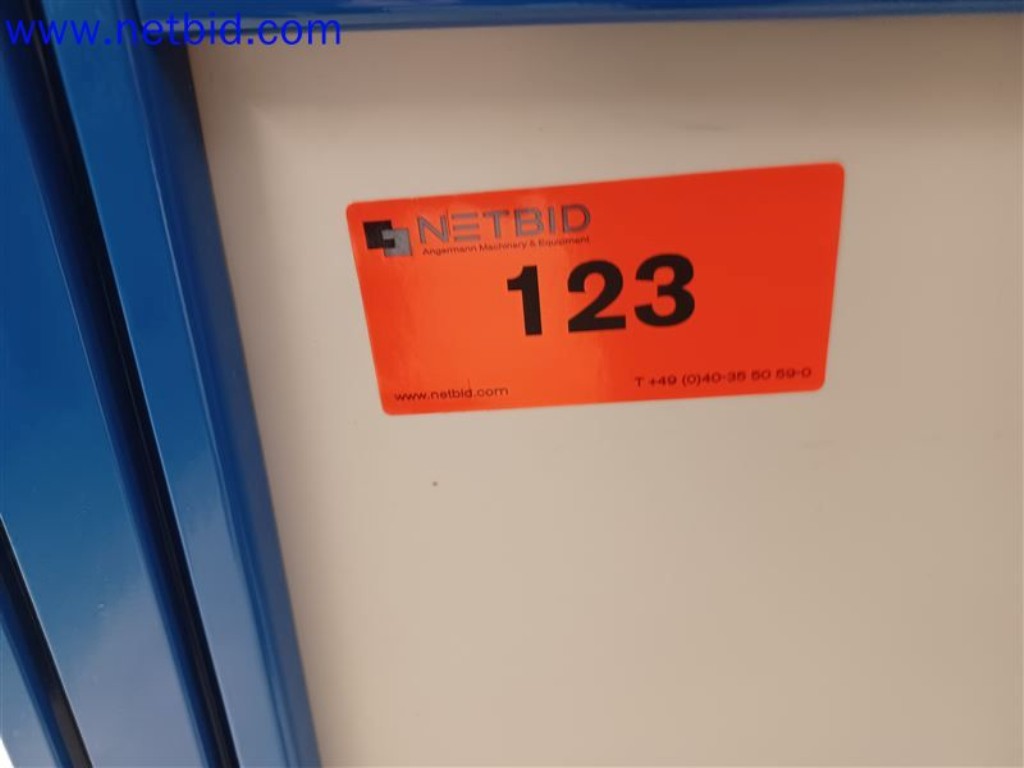 www.netbid.com
NETBID
Angermann Machinery & Equipment
123
www.netbid.com
T +49 (0)40-35 50 59-0